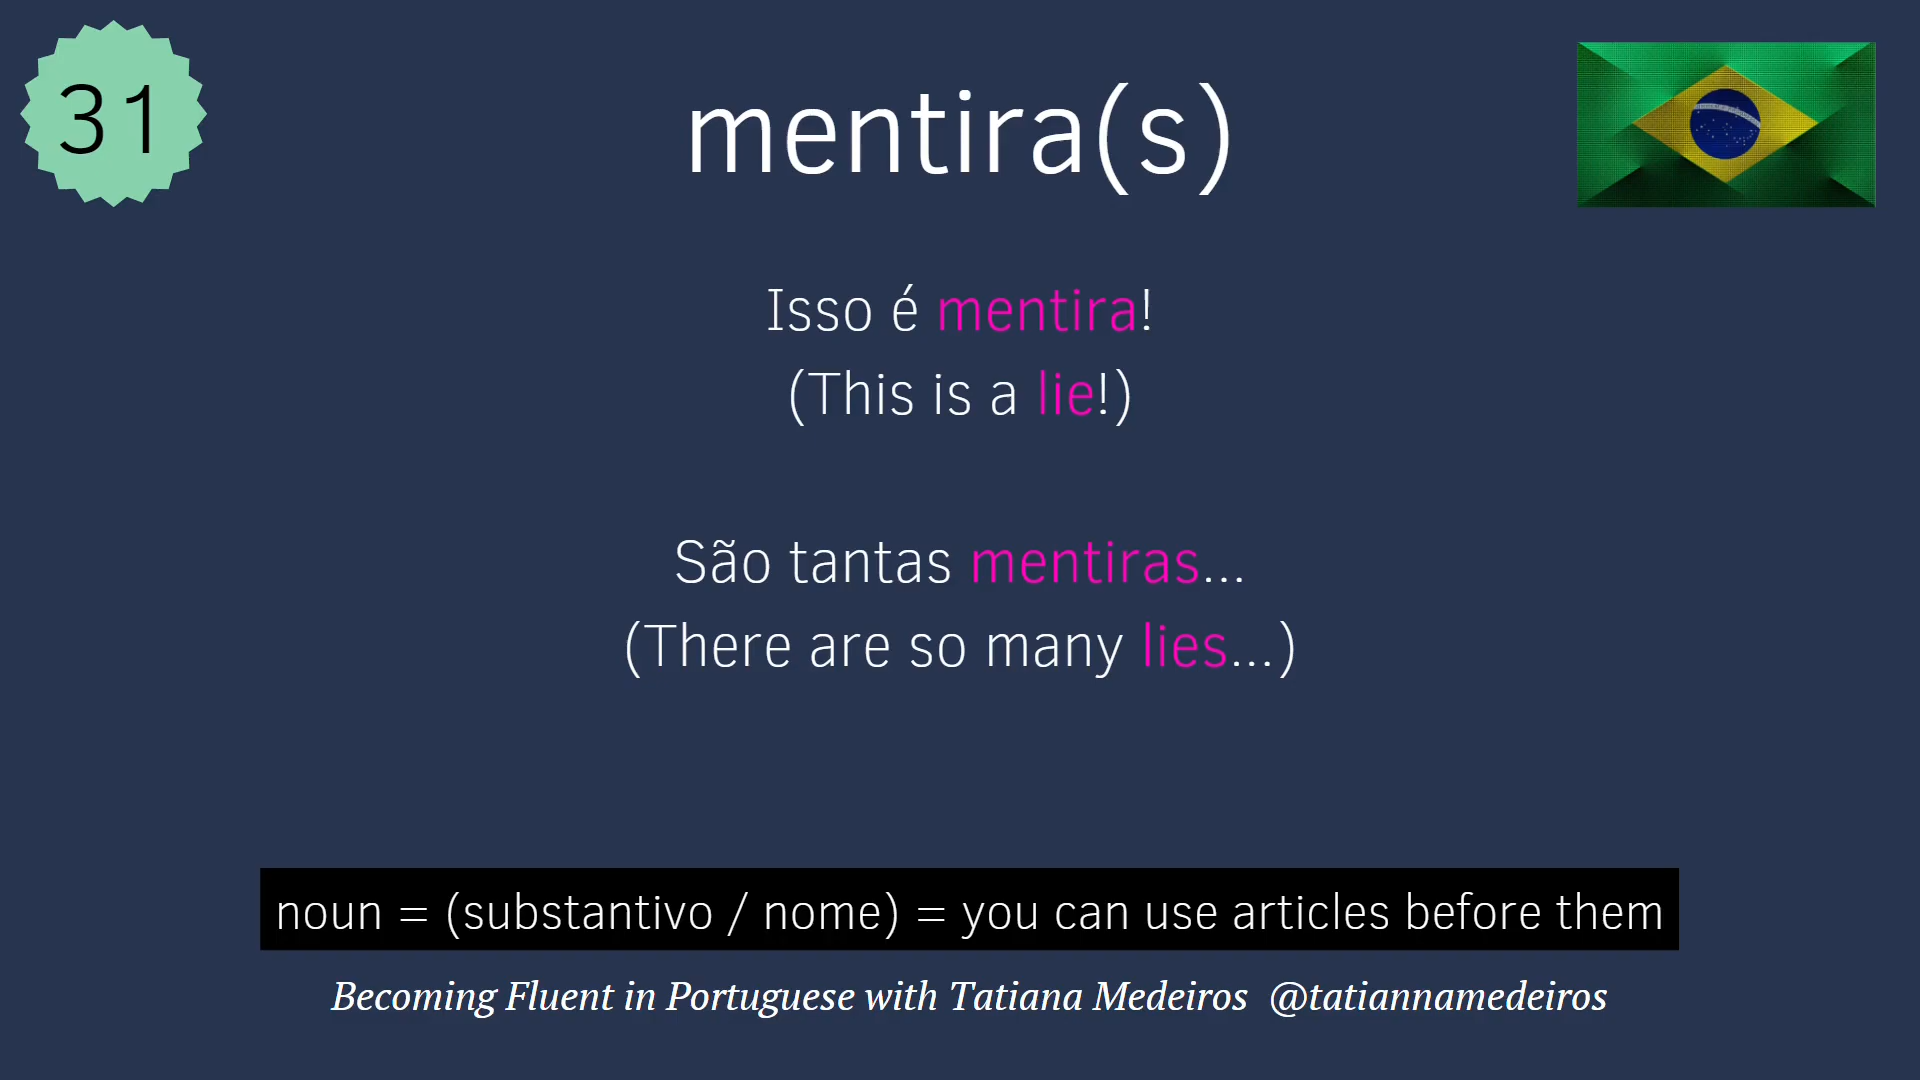 31
mentira(s)
Isso é mentira!
(This is a lie!)
São tantas mentiras...
(There are so many lies...)
noun = (substantivo / nome) = you can use articles before them
Becoming Fluent in Portuguese with Tatiana Medeiros @tatiannamedeiros